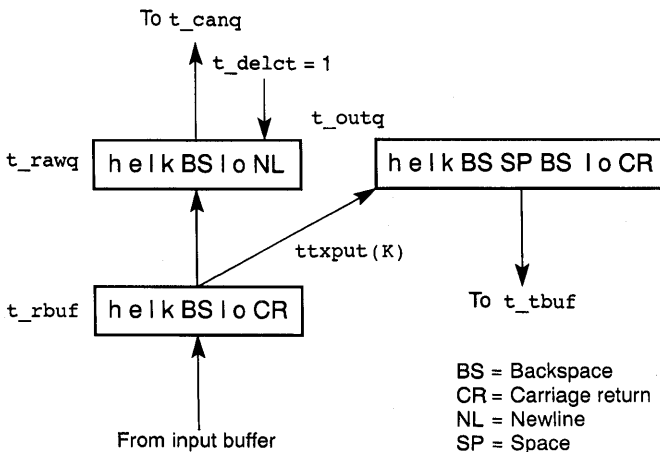 To t_canq
t_delct = 1
t_outq
t_rawq
h e l k BS l o NL
h e l k BS SP BS l o CR
ttxput(K)
t_rbuf
h e l k BS l o CR
To t_tbuf
From input buffer
BS = Backspace
CR = Carriage return
NL = Newline
SP = Space